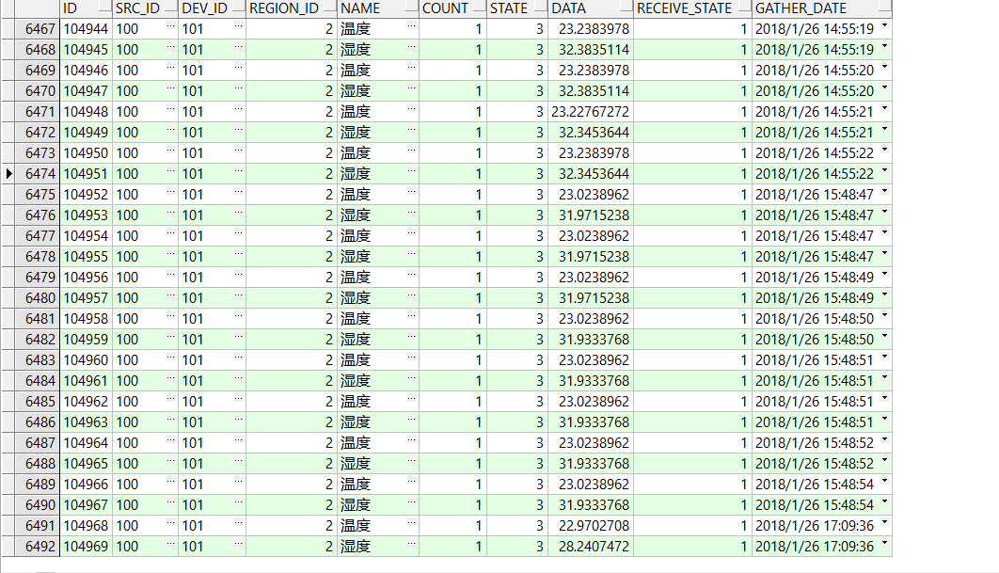 ID SRC_ID DEV_ID REGION_ID NAME COUNT STATE DATA RECEIVE_STATE GATHER_DATE
6467 104944 100 ... 101 ... 2 温度 ... 1 3 23.2383978 1 2018/1/26 14:55:19
6468 104945 100 ... 101 ... 2 湿度 ... 1 3 32.3835114 1 2018/1/26 14:55:19
6469 104946 100 ... 101 ... 2 温度 ... 1 3 23.2383978 1 2018/1/26 14:55:20
6470 104947 100 ... 101 ... 2 湿度 ... 1 3 32.3835114 1 2018/1/26 14:55:20
6471 104948 100 ... 101 ... 2 温度 ... 1 3 23.22767272 1 2018/1/26 14:55:21
6472 104949 100 ... 101 ... 2 湿度 ... 1 3 32.3453644 1 2018/1/26 14:55:21
6473 104950 100 ... 101 ... 2 温度 ... 1 3 23.2383978 1 2018/1/26 14:55:22
6474 104951 100 ... 101 ... 2 湿度 ... 1 3 32.3453644 1 2018/1/26 14:55:22
6475 104952 100 ... 101 ... 2 温度 ... 1 3 23.0238962 1 2018/1/26 15:48:47
6476 104953 100 ... 101 ... 2 湿度 ... 1 3 31.9715238 1 2018/1/26 15:48:47
6477 104954 100 ... 101 ... 2 温度 ... 1 3 23.0238962 1 2018/1/26 15:48:47
6478 104955 100 ... 101 ... 2 湿度 ... 1 3 31.9715238 1 2018/1/26 15:48:47
6479 104956 100 ... 101 ... 2 温度 ... 1 3 23.0238962 1 2018/1/26 15:48:49
6480 104957 100 ... 101 ... 2 湿度 ... 1 3 31.9715238 1 2018/1/26 15:48:49
6481 104958 100 ... 101 ... 2 温度 ... 1 3 23.0238962 1 2018/1/26 15:48:50
6482 104959 100 ... 101 ... 2 湿度 ... 1 3 31.9333768 1 2018/1/26 15:48:50
6483 104960 100 ... 101 ... 2 温度 ... 1 3 23.0238962 1 2018/1/26 15:48:51
6484 104961 100 ... 101 ... 2 湿度 ... 1 3 31.9333768 1 2018/1/26 15:48:51
6485 104962 100 ... 101 ... 2 温度 ... 1 3 23.0238962 1 2018/1/26 15:48:51
6486 104963 100 ... 101 ... 2 湿度 ... 1 3 31.9333768 1 2018/1/26 15:48:51
6487 104964 100 ... 101 ... 2 温度 ... 1 3 23.0238962 1 2018/1/26 15:48:52
6488 104965 100 ... 101 ... 2 湿度 ... 1 3 31.9333768 1 2018/1/26 15:48:52
6489 104966 100 ... 101 ... 2 温度 ... 1 3 23.0238962 1 2018/1/26 15:48:54
6490 104967 100 ... 101 ... 2 湿度 ... 1 3 31.9333768 1 2018/1/26 15:48:54
6491 104968 100 ... 101 ... 2 温度 ... 1 3 22.9702708 1 2018/1/26 17:09:36
6492 104969 100 ... 101 ... 2 湿度 ... 1 3 28.2407472 1 2018/1/26 17:09:36